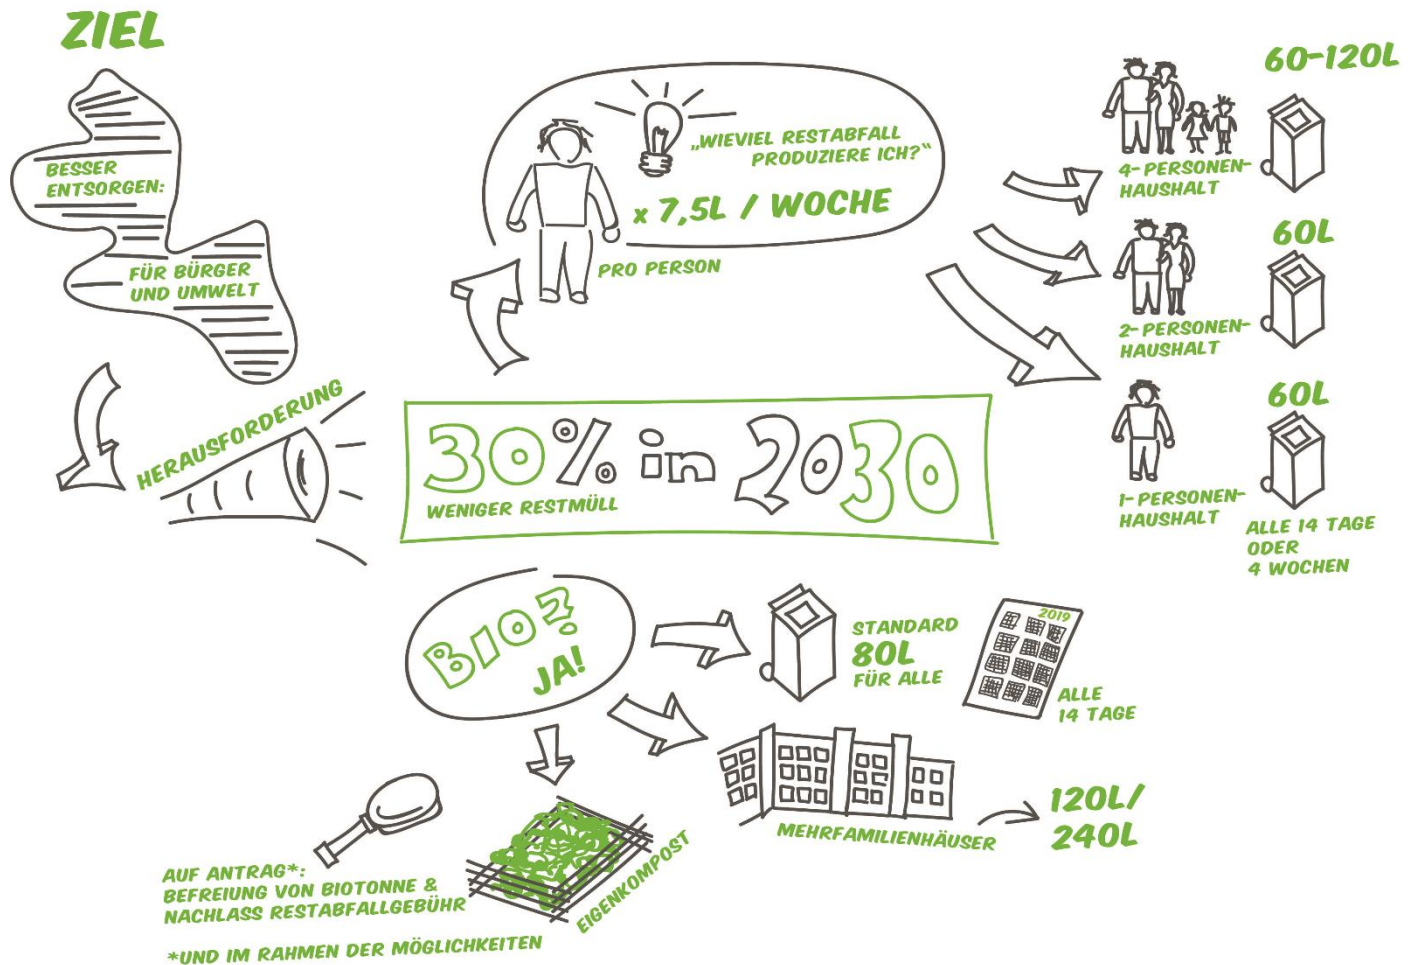 ZIEL
BESSER
ENTSORGEN:
FÜR BÜRGER
UND UMWELT
HERAUSFORDERUNG
„WIEVIEL RESTABFALL
PRODUZIERE ICH?“
x 7,5L / WOCHE
PRO PERSON
60-120L
4-PERSONEN-
HAUSHALT
60L
2-PERSONEN-
HAUSHALT
60L
1-PERSONEN-
HAUSHALT
ALLE 14 TAGE
ODER
4 WOCHEN
30% in 2030
WENIGER RESTMÜLL
BIO?
JA!
STANDARD
80L
FÜR ALLE
2019
ALLE
14 TAGE
MEHRFAMILIENHÄUSER
120L/
240L
EIGENKOMPOST
AUF ANTRAG*:
BEFREIUNG VON BIOTONNE &
NACHLASS RESTABFALLGEBÜHR
*UND IM RAHMEN DER MÖGLICHKEITEN